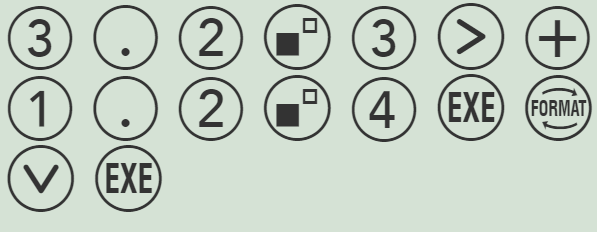 3 . 2 ■□ 3 > +
1 . 2 ■□ 4 EXE FORMAT
∨ EXE